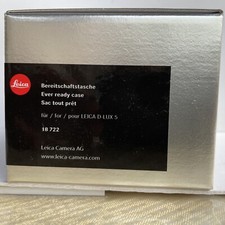 Leica
Bereitschaftstasche
Ever ready case
Sac tout prêt
für / for / pour LEICA D-LUX 5
18 722
Leica Camera AG
www.leica-camera.com